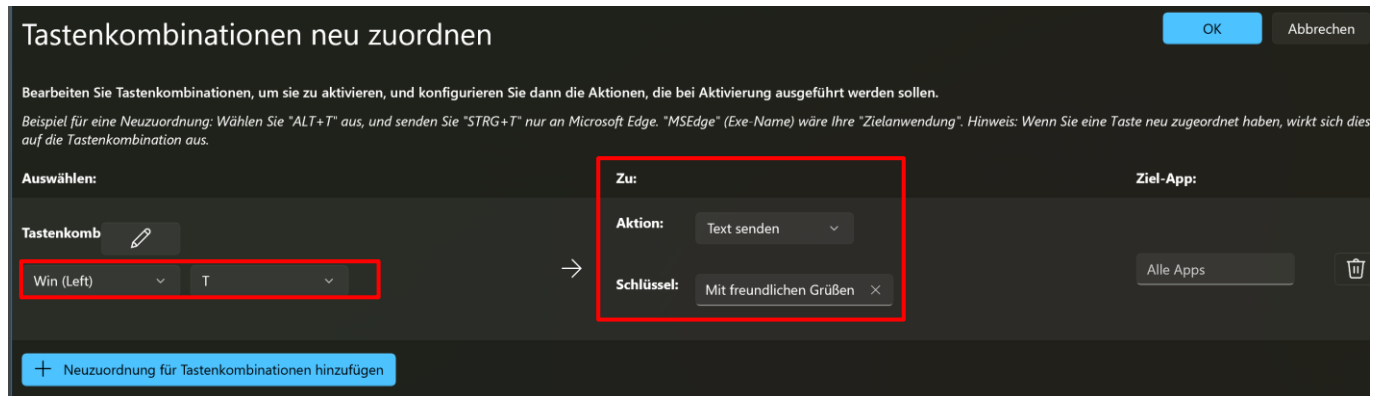 Tastenkombinationen neu zuordnen
OK
Abbrechen
Bearbeiten Sie Tastenkombinationen, um sie zu aktivieren, und konfigurieren Sie dann die Aktionen, die bei Aktivierung ausgeführt werden sollen.
Beispiel für eine Neuzuordnung: Wählen Sie "ALT+T" aus, und senden Sie "STRG+T" nur an Microsoft Edge. "MSEdge" (Exe-Name) wäre Ihre "Zielanwendung". Hinweis: Wenn Sie eine Taste neu zugeordnet haben, wirkt sich dies
auf die Tastenkombination aus.
Auswählen:
Zu:
Ziel-App:
Tastenkomb
Aktion:
Text senden
Win (Left)
T
Schlüssel:
Mit freundlichen Grüßen
Alle Apps
Neuzuordnung für Tastenkombinationen hinzufügen